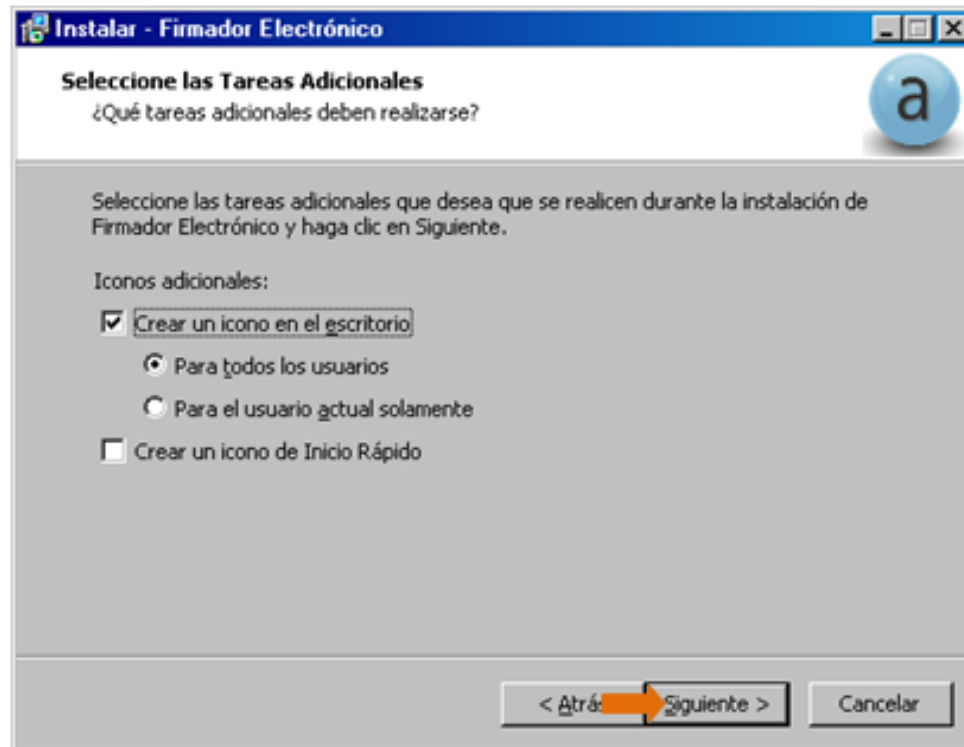 Instalar - Firmador Electrónico
Seleccione las Tareas Adicionales
¿Qué tareas adicionales deben realizarse?
a
Seleccione las tareas adicionales que desea que se realicen durante la instalación de
Firmador Electrónico y haga clic en Siguiente.
Iconos adicionales:
Crear un icono en el escritorio
Para todos los usuarios
Para el usuario actual solamente
Crear un icono de Inicio Rápido
< Atrás Siguiente > Cancelar